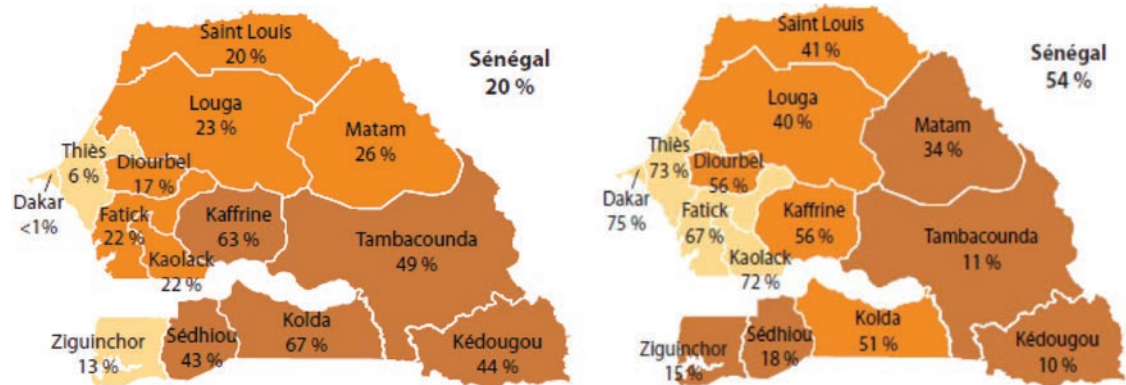 Saint Louis
20 %
Sénégal
20 %
Louga
23 %
Matam
26 %
Thiès
6 %
Diourbel
17 %
Dakar
<1%
Fatick
22 %
Kaffrine
63 %
Kaolack
22 %
Tambacounda
49 %
Ziguinchor
13 %
Sédhiou
43 %
Kolda
67 %
Kédougou
44 %
Saint Louis
41 %
Sénégal
54 %
Louga
40 %
Matam
34 %
Thiès
73 %
Diourbel
56 %
Dakar
75 %
Fatick
67 %
Kaffrine
56 %
Kaolack
72 %
Tambacounda
11 %
Ziguinchor
15 %
Sédhiou
18 %
Kolda
51 %
Kédougou
10 %